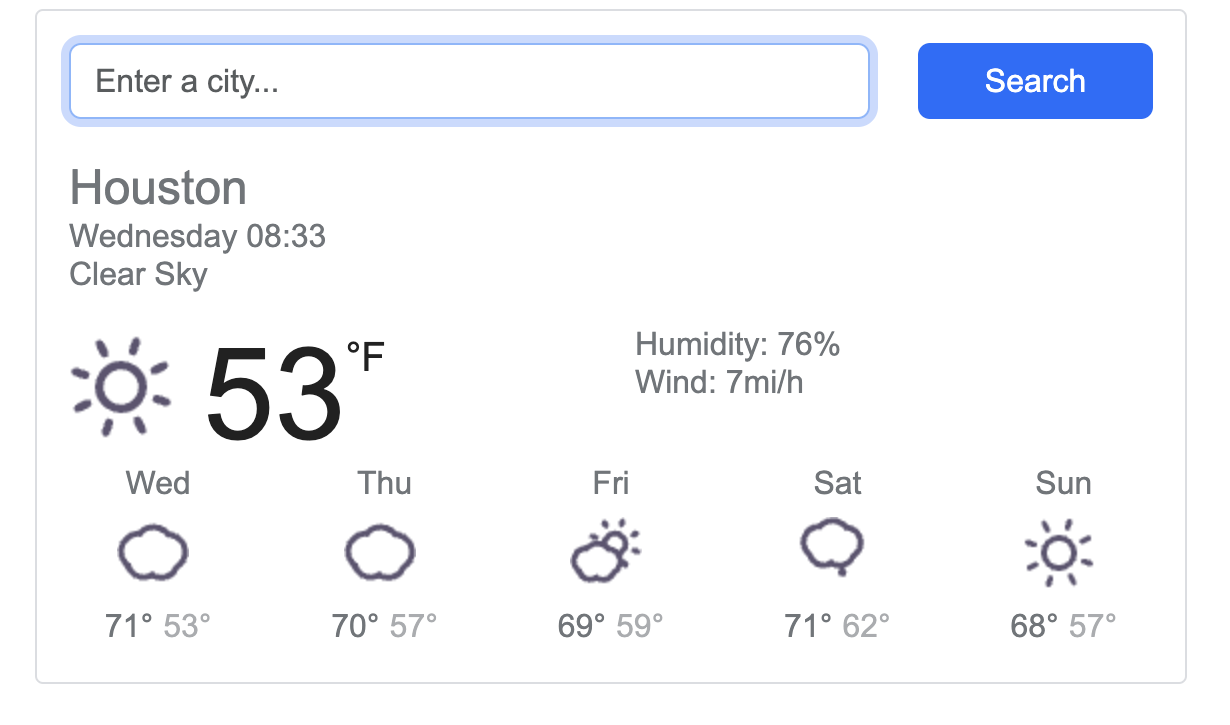 Enter a city... Search
Houston
Wednesday 08:33
Clear Sky
53 °F
Humidity: 76%
Wind: 7mi/h
Wed Thu Fri Sat Sun
71° 53° 70° 57° 69° 59° 71° 62° 68° 57°